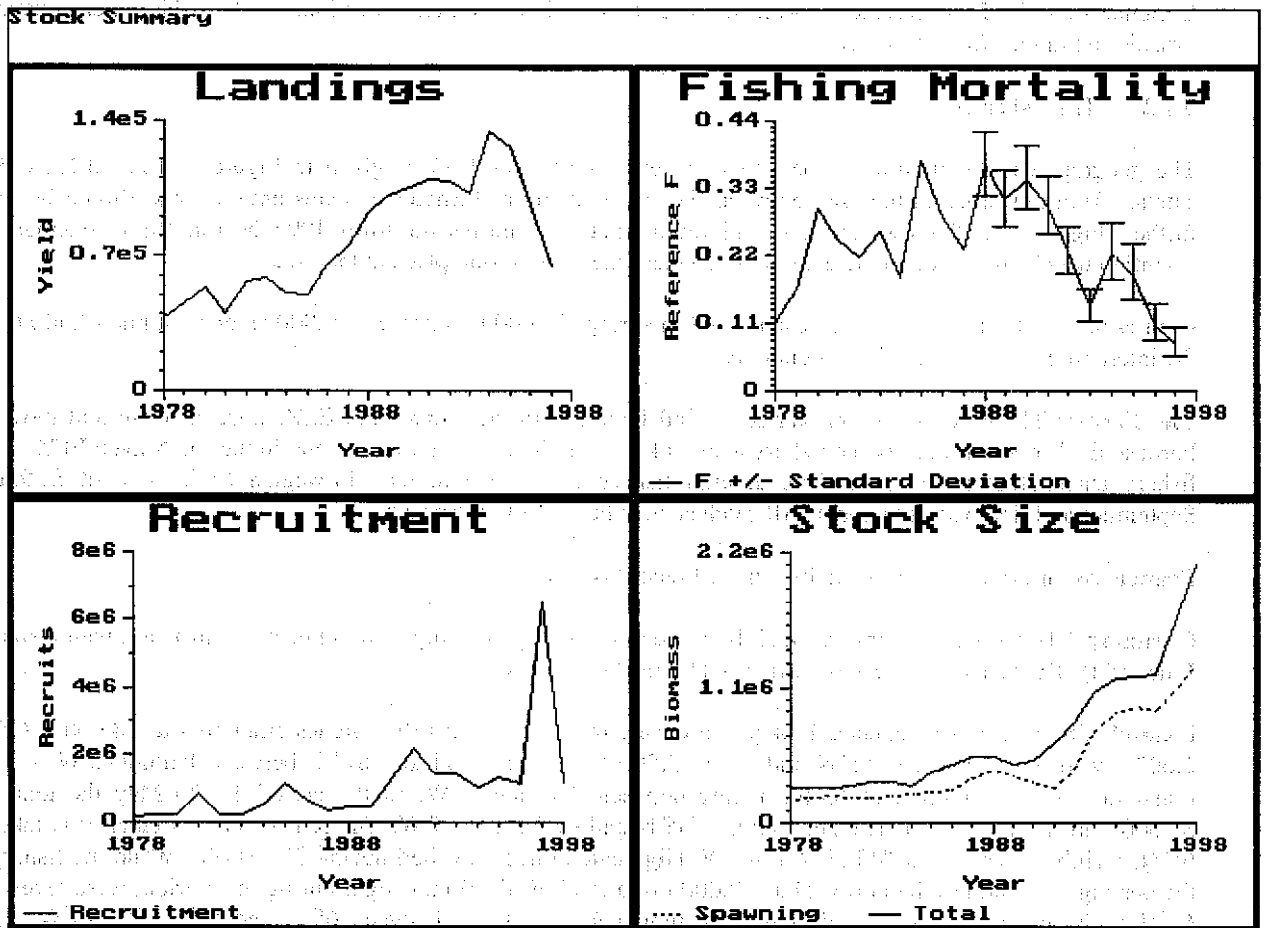 Stock Summary
Landings
1.4e5
0.7e5
0
Yield
1978 1988 1998
Year
Fishing Mortality
0.44
0.33
0.22
0.11
0
Reference F
1978 1988 1998
Year
— F +/- Standard Deviation
Recruitment
8e6
6e6
4e6
2e6
0
Recruits
1978 1988 1998
Year
— Recruitment
Stock Size
2.2e6
1.1e6
0
Biomass
1978 1988 1998
Year
···· Spawning — Total